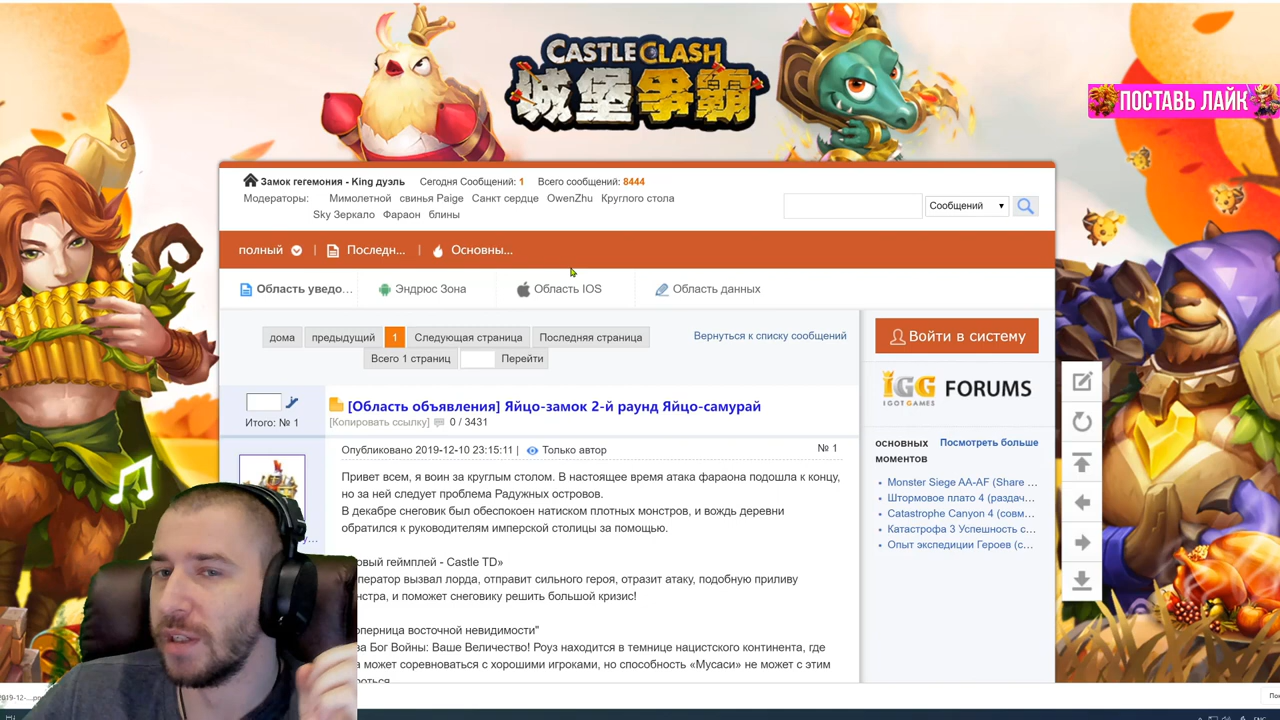 CASTLE CLASH
城堡爭霸
ПОСТАВЬ ЛАЙК
Замок гегемония - King дуэль Сегодня Сообщений: 1 Всего сообщений: 8444
Модераторы: Мимолетной свинья Paige Санкт сердце OwenZhu Круглого стола
Sky Зеркало Фараон блины
Сообщений
полный | Последн... | Основны...
Область уведо... Эндрюс Зона Область IOS Область данных
дома предыдущий 1 Следующая страница Последняя страница
Всего 1 страниц Перейти
Вернуться к списку сообщений
Войти в систему
IGG FORUMS
I GOT GAMES
Итого: № 1
[Область объявления] Яйцо-замок 2-й раунд Яйцо-самурай
[Копировать ссылку] 0 / 3431
Опубликовано 2019-12-10 23:15:11 | Только автор № 1
Привет всем, я воин за круглым столом. В настоящее время атака фараона подошла к концу,
но за ней следует проблема Радужных островов.
В декабре снеговик был обеспокоен натиском плотных монстров, и вождь деревни
обратился к руководителям имперской столицы за помощью.
овый геймплей - Castle TD»
ператор вызвал лорда, отправит сильного героя, отразит атаку, подобную приливу
нстра, и поможет снеговику решить большой кризис!
оперница восточной невидимости"
ва Бог Войны: Ваше Величество! Роуз находится в темнице нацистского континента, где
а может соревноваться с хорошими игроками, но способность «Мусаси» не может с этим
роться
основных моментов
Посмотреть больше
Monster Siege AA-AF (Share ...
Штормовое плато 4 (раздач...
Catastrophe Canyon 4 (совм...
Катастрофа 3 Успешность с...
Опыт экспедиции Героев (с...